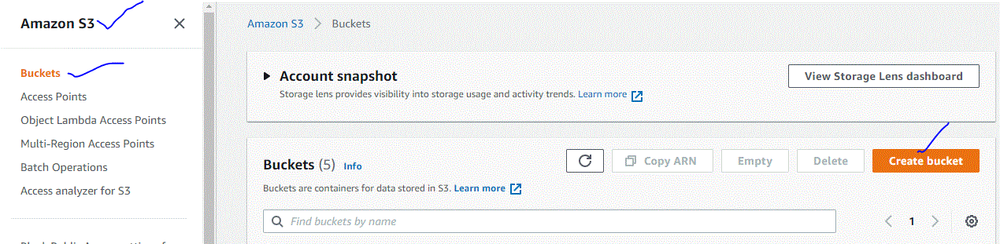 Amazon S3
Buckets
Access Points
Object Lambda Access Points
Multi-Region Access Points
Batch Operations
Access analyzer for S3
Amazon S3 > Buckets
Account snapshot
View Storage Lens dashboard
Storage lens provides visibility into storage usage and activity trends. Learn more
Buckets (5) Info
Copy ARN Empty Delete Create bucket
Buckets are containers for data stored in S3. Learn more
Find buckets by name
1